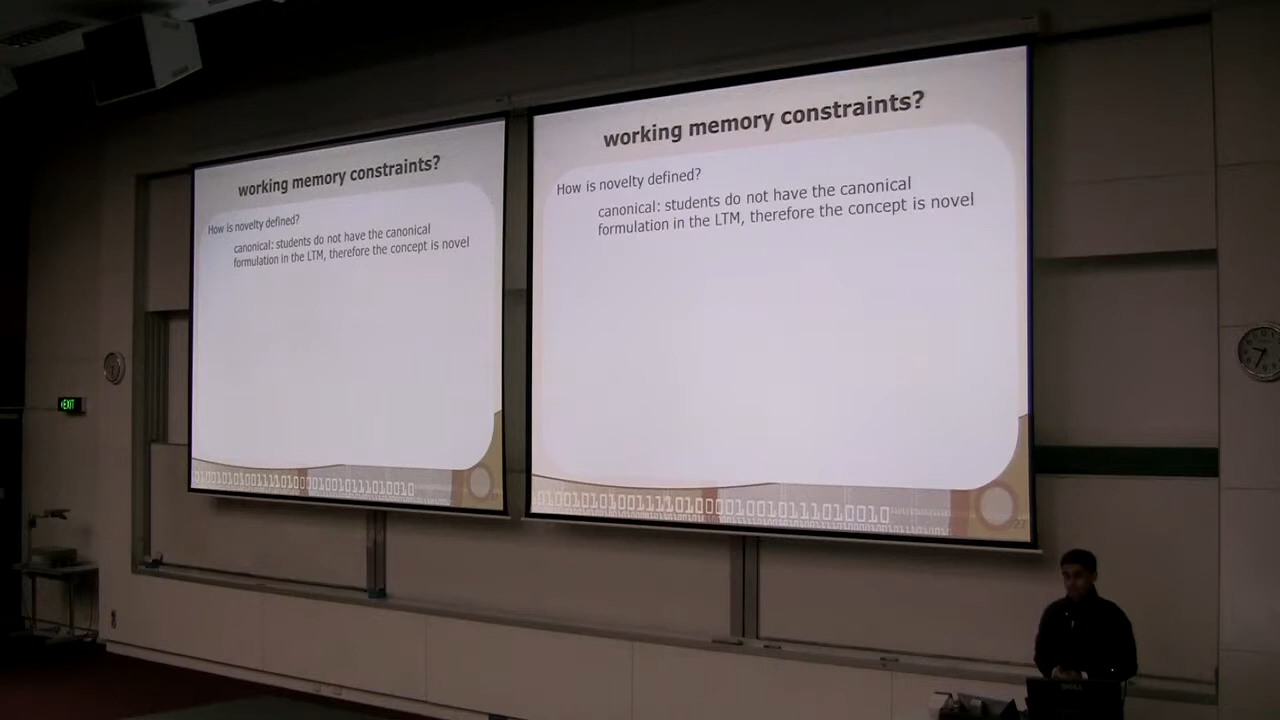 working memory constraints?
How is novelty defined?
canonical: students do not have the canonical
formulation in the LTM, therefore the concept is novel
working memory constraints?
How is novelty defined?
canonical: students do not have the canonical
formulation in the LTM, therefore the concept is novel
27
EXIT
DELL